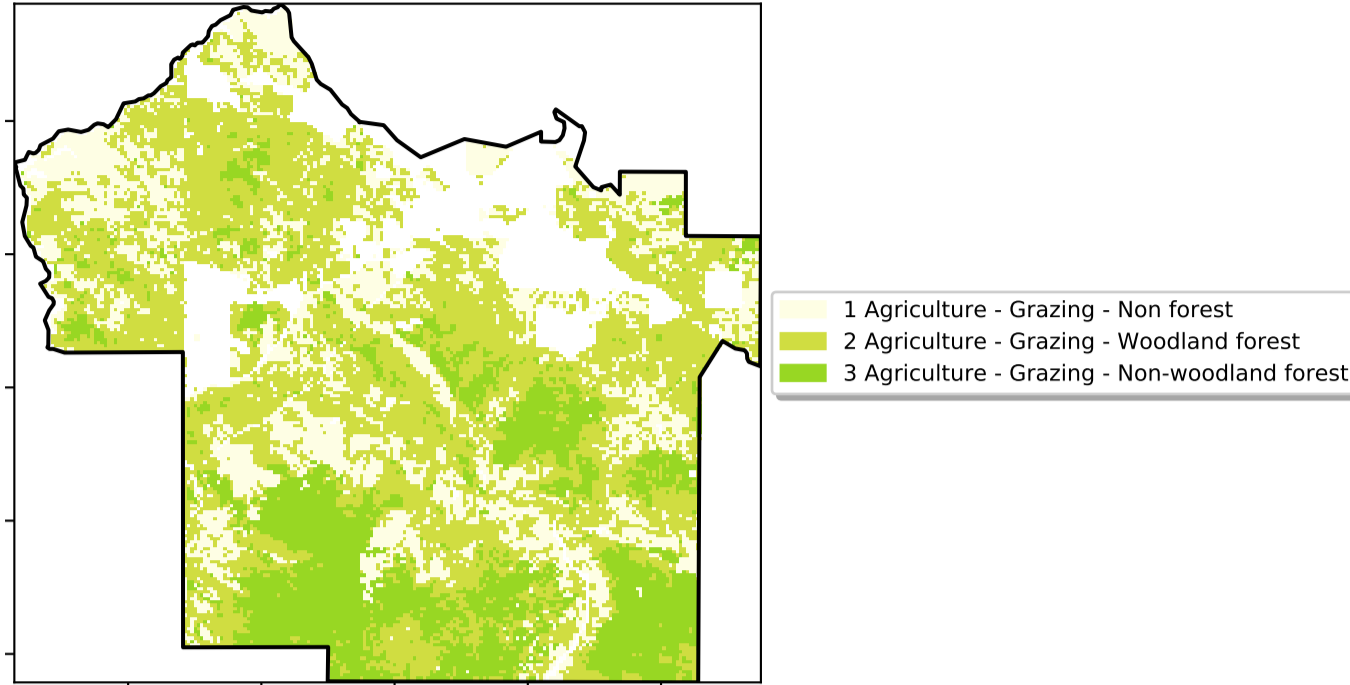 1 Agriculture - Grazing - Non forest
2 Agriculture - Grazing - Woodland forest
3 Agriculture - Grazing - Non-woodland forest